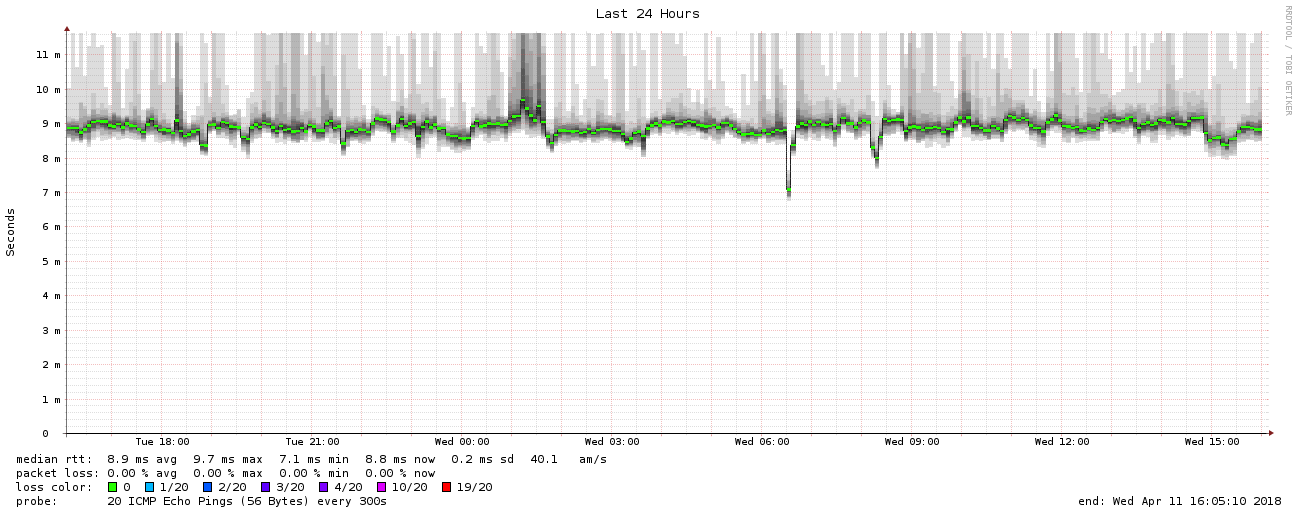 Last 24 Hours
RRDTOOL / TOBI OETIKER
Seconds
11 m
10 m
9 m
8 m
7 m
6 m
5 m
4 m
3 m
2 m
1 m
0
Tue 18:00 Tue 21:00 Wed 00:00 Wed 03:00 Wed 06:00 Wed 09:00 Wed 12:00 Wed 15:00
median rtt: 8.9 ms avg 9.7 ms max 7.1 ms min 8.8 ms now 0.2 ms sd 40.1 am/s
packet loss: 0.00 % avg 0.00 % max 0.00 % min 0.00 % now
loss color: 0 1/20 2/20 3/20 4/20 10/20 19/20
probe: 20 ICMP Echo Pings (56 Bytes) every 300s end: Wed Apr 11 16:05:10 2018